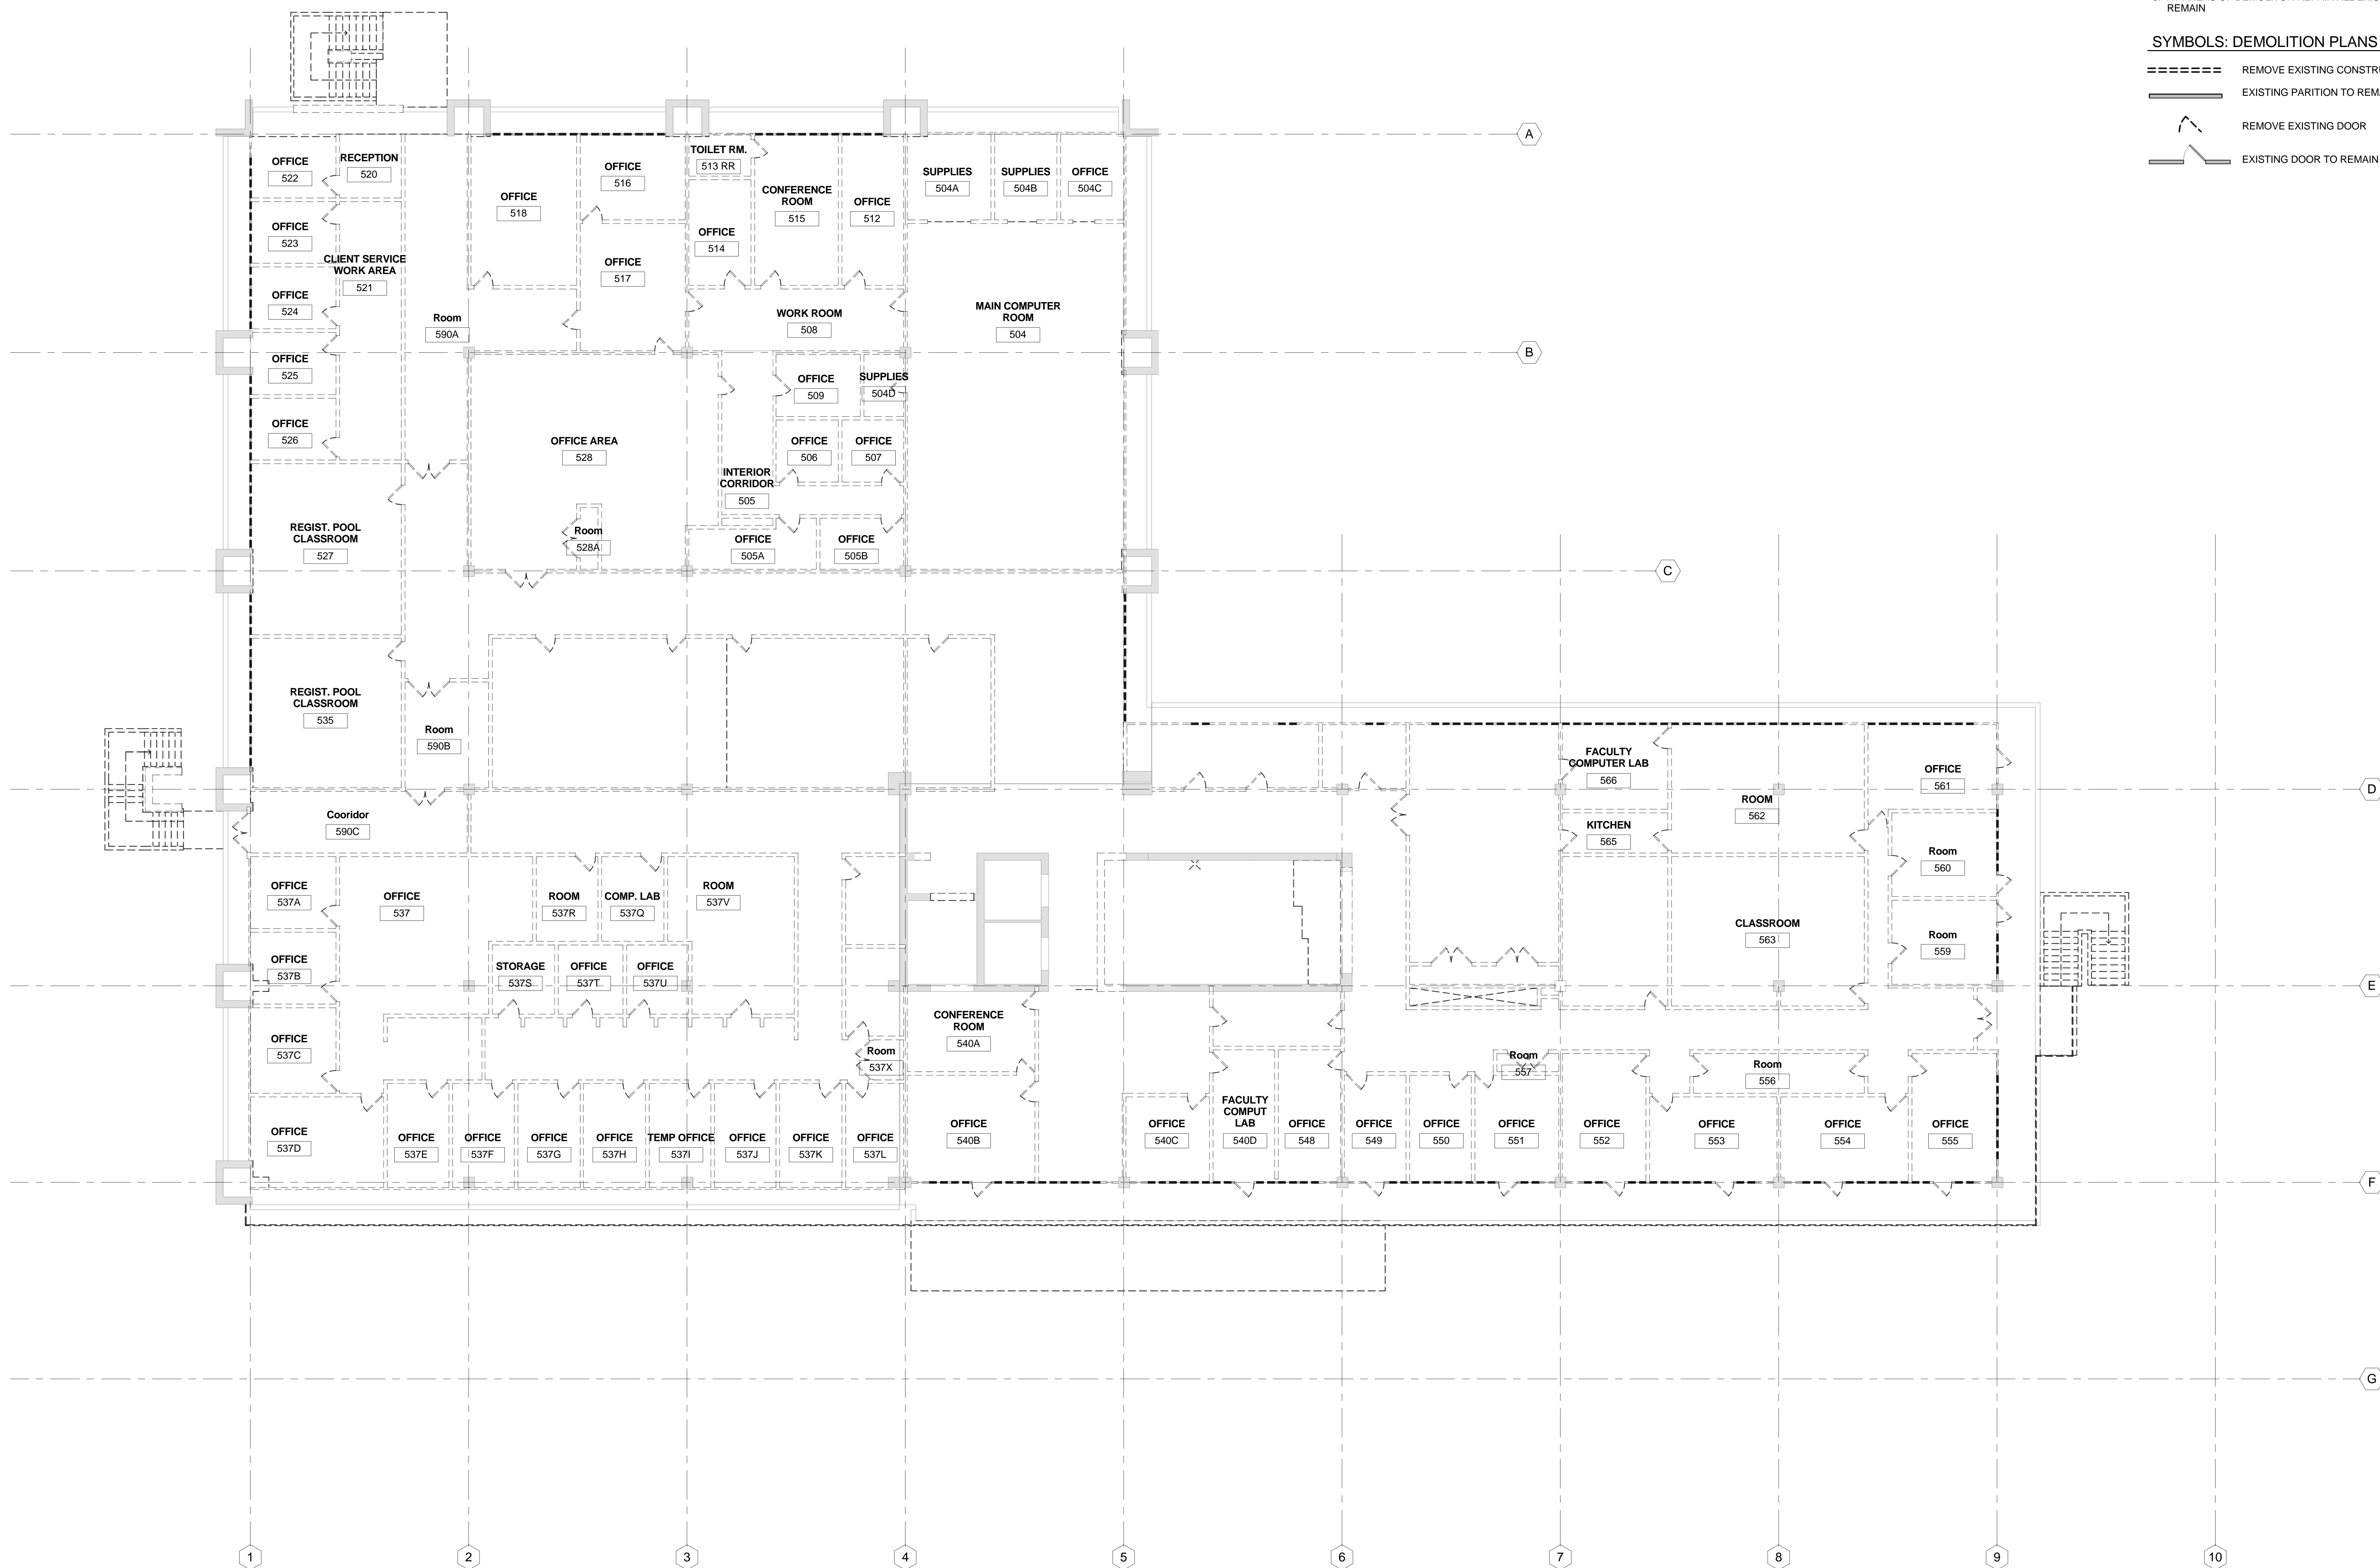 REMAIN
SYMBOLS: DEMOLITION PLANS
REMOVE EXISTING
EXISTING PARITION TO
REMOVE EXISTING DOOR
EXISTING DOOR TO REMAIN
A
OFFICE
522
RECEPTION
520
OFFICE
518
OFFICE
516
TOILET RM.
513 RR
CONFERENCE
ROOM
515
OFFICE
512
SUPPLIES
504A
SUPPLIES
504B
OFFICE
504C
OFFICE
523
OFFICE
514
CLIENT SERVICE
WORK AREA
521
OFFICE
517
OFFICE
524
Room
590A
WORK ROOM
508
MAIN COMPUTER
ROOM
504
B
OFFICE
525
OFFICE
509
SUPPLIES
504D
OFFICE
526
OFFICE AREA
528
OFFICE
506
OFFICE
507
INTERIOR
CORRIDOR
505
REGIST. POOL
CLASSROOM
527
Room
528A
OFFICE
505A
OFFICE
505B
C
REGIST. POOL
CLASSROOM
535
Room
590B
FACULTY
COMPUTER LAB
566
OFFICE
561
D
ROOM
562
Cooridor
590C
KITCHEN
565
Room
560
OFFICE
537A
OFFICE
537
ROOM
537R
COMP. LAB
537Q
ROOM
537V
CLASSROOM
563
Room
559
OFFICE
537B
STORAGE
537S
OFFICE
537T
OFFICE
537U
E
OFFICE
537C
CONFERENCE
ROOM
540A
Room
537X
Room
557
Room
556
OFFICE
537D
OFFICE
537E
OFFICE
537F
OFFICE
537G
OFFICE
537H
TEMP OFFICE
537I
OFFICE
537J
OFFICE
537K
OFFICE
537L
OFFICE
540B
OFFICE
540C
FACULTY
COMPUT
LAB
540D
OFFICE
548
OFFICE
549
OFFICE
550
OFFICE
551
OFFICE
552
OFFICE
553
OFFICE
554
OFFICE
555
F
G
1
2
3
4
5
6
7
8
9
10